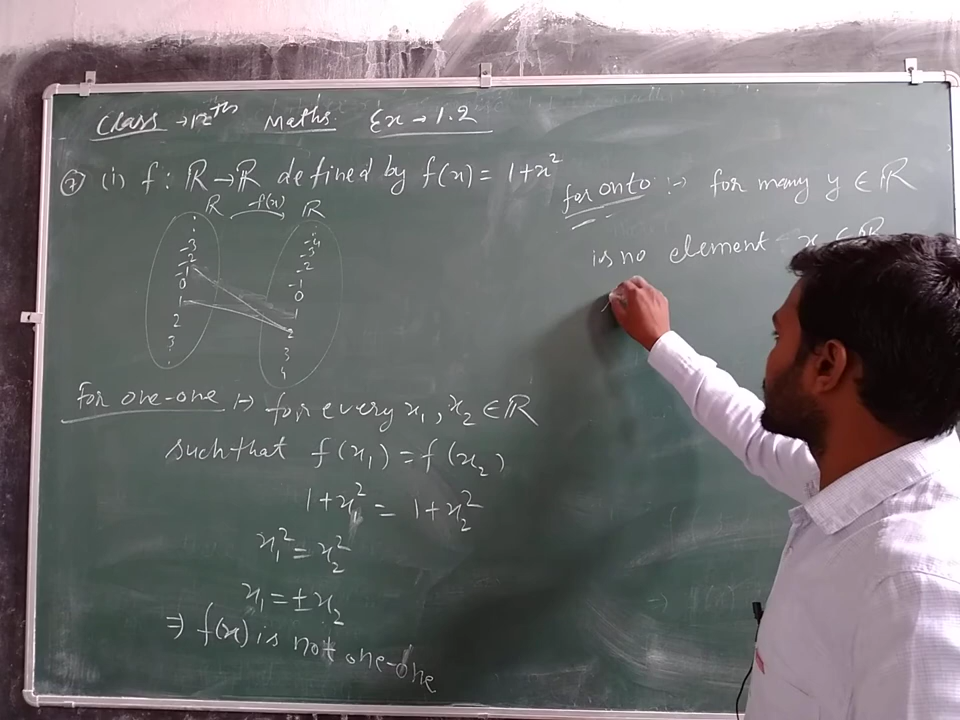 Class → 12th Maths Ex → 1.2
⑦ (i) f : ℝ → ℝ defined by f(x) = 1+x²
ℝ f(x) ℝ
-3
-2
-1
0
1
2
3
-4
-3
-2
-1
0
1
2
3
4
For one-one :- for every x₁, x₂ ∈ ℝ
such that f(x₁) = f(x₂)
1+x₁² = 1+x₂²
x₁² = x₂²
x₁ = ± x₂
⇒ f(x) is not one-one
for onto :- for many y ∈ ℝ
is no element x ∈ ℝ